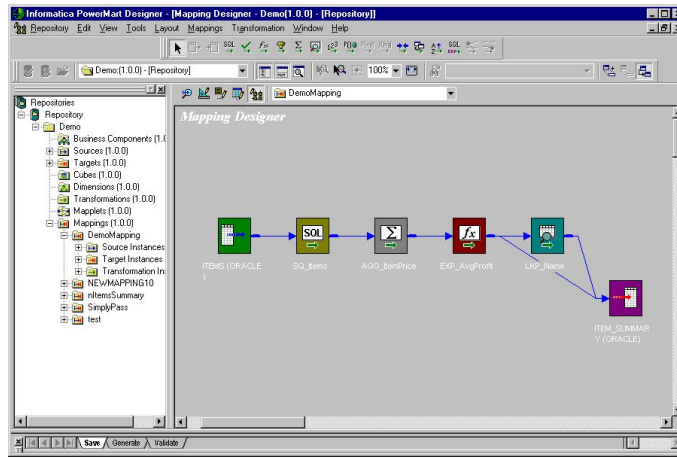 Informatica PowerMart Designer - [Mapping Designer - Demo(1.0.0) - [Repository]]
Repository Edit View Tools Layout Mappings Transformation Window Help
Demo:(1.0.0) - [Repository]
100%
DemoMapping
Repositories
Repository
Demo
Business Components (1.(
Sources (1.0.0)
Targets (1.0.0)
Cubes (1.0.0)
Dimensions (1.0.0)
Transformations (1.0.0)
Mapplets (1.0.0)
Mappings (1.0.0)
DemoMapping
Source Instances
Target Instances
Transformation In
NEWMAPPING10
nItemsSummary
SimplyPass
test
Mapping Designer
SQL
Σ
fx
ITEMS (ORACLE
)
SQ_Items
AGG_ItemPrice
EXP_AvgProfit
LKP_Name
ITEM_SUMMAR
Y (ORACLE)
Save Generate Validate